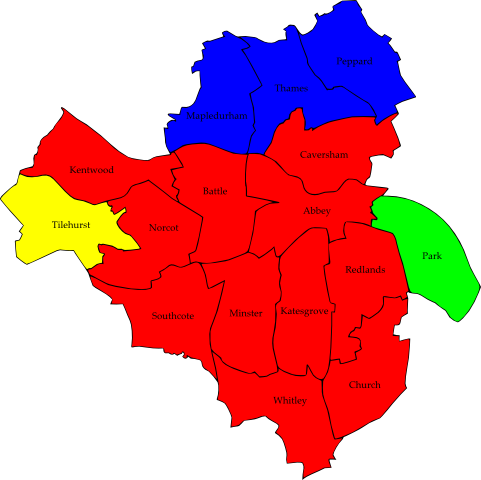 Peppard
Thames
Mapledurham
Caversham
Kentwood
Battle
Abbey
Tilehurst
Norcot
Park
Redlands
Southcote
Minster
Katesgrove
Church
Whitley